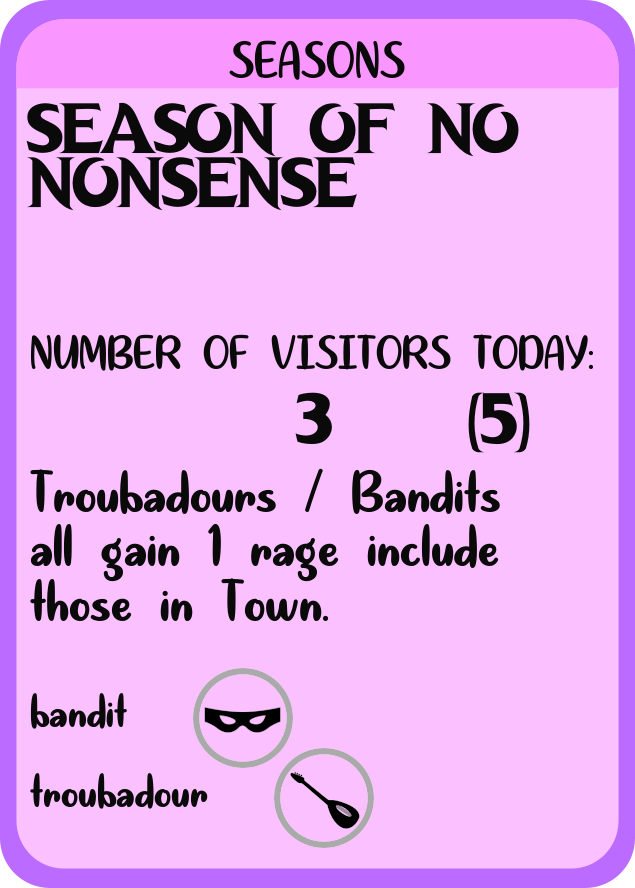 SEASONS
SEASON OF NO
NONSENSE
NUMBER OF VISITORS TODAY:
3 (5)
Troubadours / Bandits
all gain 1 rage include
those in Town.
bandit
troubadour